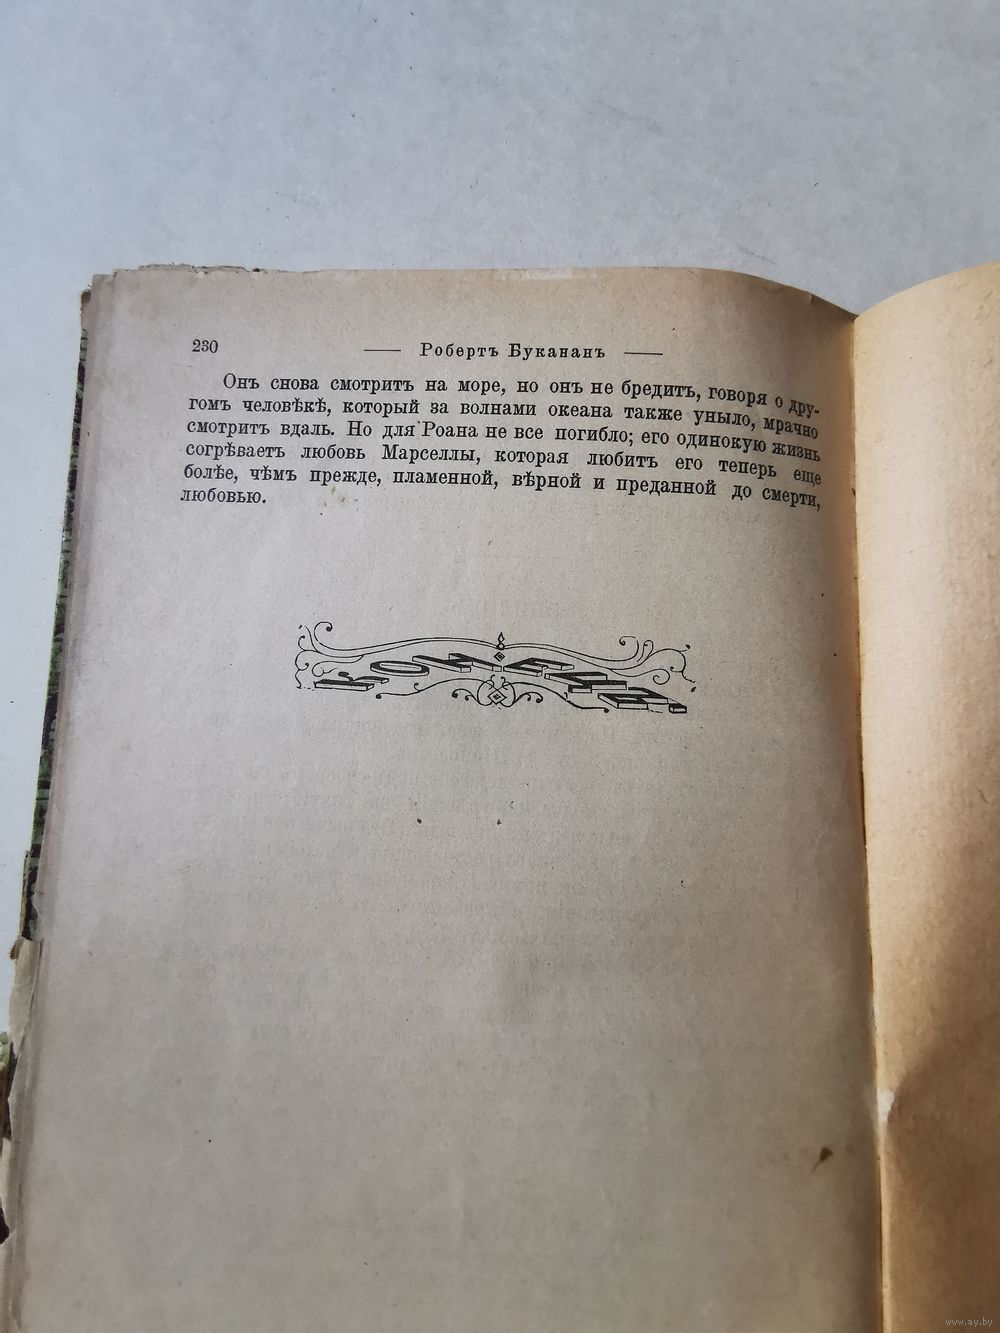 230
Робертъ Букананъ
Онъ снова смотритъ на море, но онъ не бредитъ, говоря о дру-
гомъ человѣкѣ, который за волнами океана также уныло, мрачно
смотритъ вдаль. Но для Роана не все погибло; его одинокую жизнь
согрѣваетъ любовь Марселлы, которая любитъ его теперь еще
болѣе, чѣмъ прежде, пламенной, вѣрной и преданной до смерти,
любовью.
КОНЕЦЪ.
www.ay.by